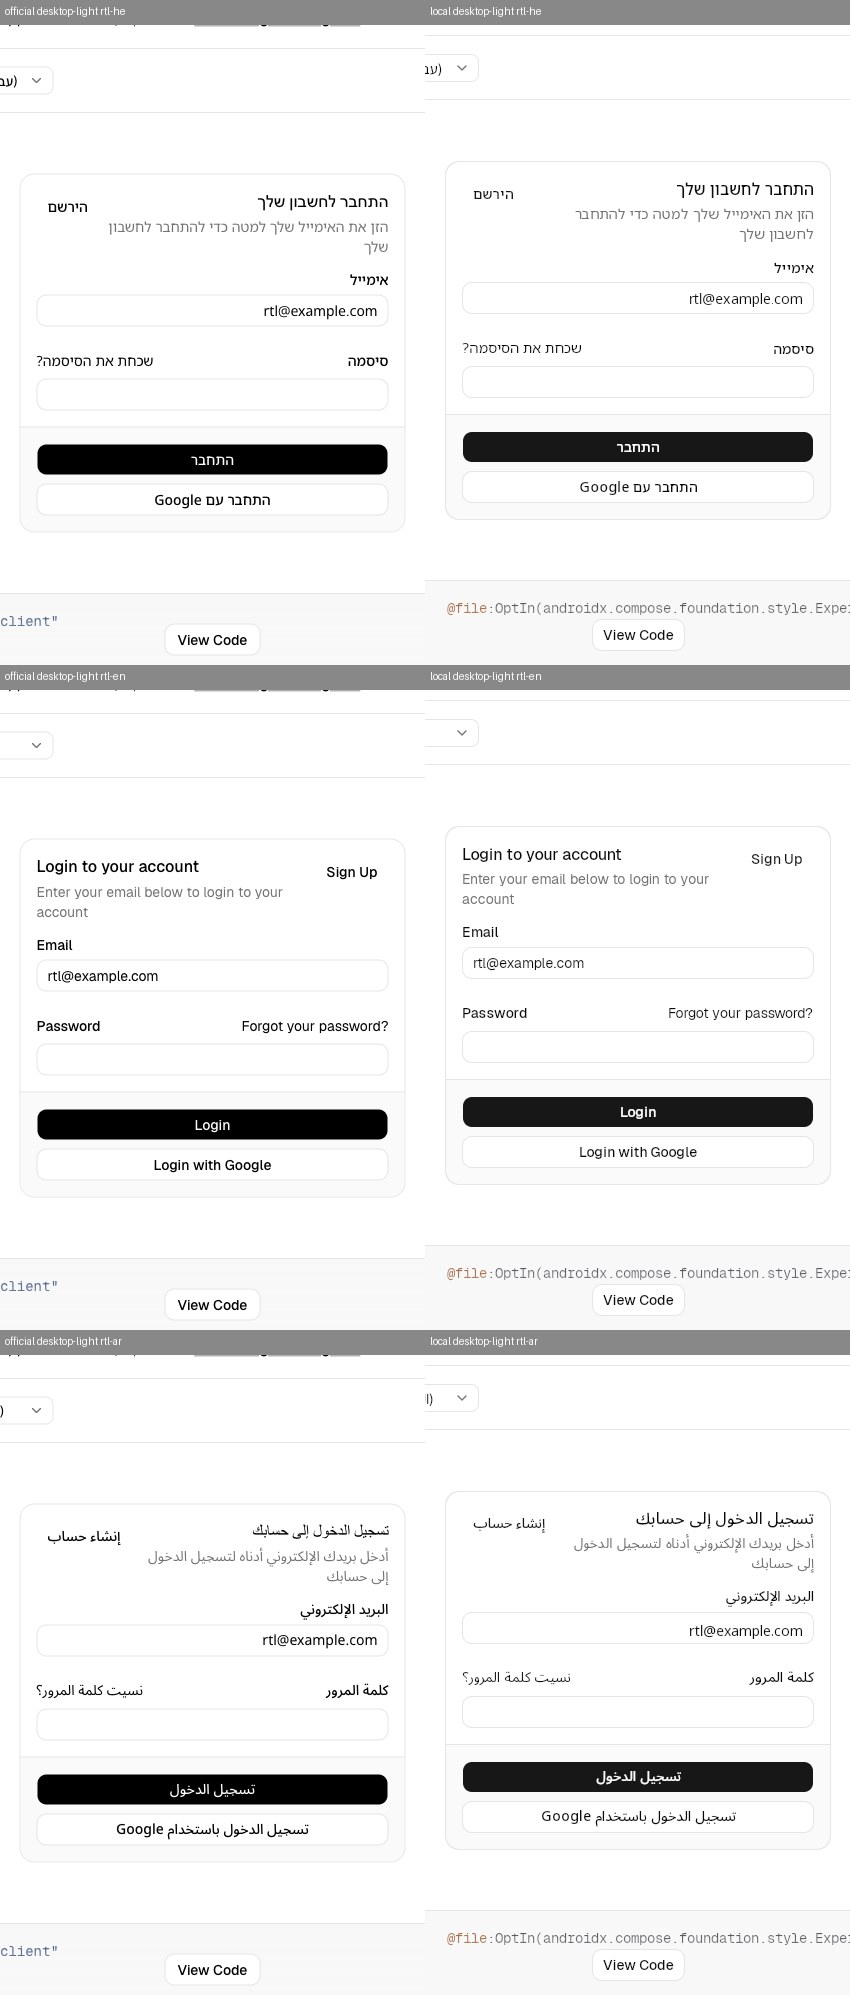 official desktop-light rtl-he
(עב
התחבר לחשבון שלך
הירשם
הזן את האימייל שלך למטה כדי להתחבר לחשבון
שלך
אימייל
rtl@example.com
סיסמה
שכחת את הסיסמה?
התחבר
התחבר עם Google
client"
View Code
local desktop-light rtl-he
(עב
התחבר לחשבון שלך
הירשם
הזן את האימייל שלך למטה כדי להתחבר
לחשבון שלך
אימייל
rtl@example.com
סיסמה
שכחת את הסיסמה?
התחבר
התחבר עם Google
@file:OptIn(androidx.compose.foundation.style.Expe
View Code
official desktop-light rtl-en
Login to your account
Sign Up
Enter your email below to login to your
account
Email
rtl@example.com
Password
Forgot your password?
Login
Login with Google
client"
View Code
local desktop-light rtl-en
Login to your account
Sign Up
Enter your email below to login to your
account
Email
rtl@example.com
Password
Forgot your password?
Login
Login with Google
@file:OptIn(androidx.compose.foundation.style.Expe
View Code
official desktop-light rtl-ar
تسجيل الدخول إلى حسابك
إنشاء حساب
أدخل بريدك الإلكتروني أدناه لتسجيل الدخول
إلى حسابك
البريد الإلكتروني
rtl@example.com
كلمة المرور
نسيت كلمة المرور؟
تسجيل الدخول
تسجيل الدخول باستخدام Google
client"
View Code
local desktop-light rtl-ar
تسجيل الدخول إلى حسابك
إنشاء حساب
أدخل بريدك الإلكتروني أدناه لتسجيل الدخول
إلى حسابك
البريد الإلكتروني
rtl@example.com
كلمة المرور
نسيت كلمة المرور؟
تسجيل الدخول
تسجيل الدخول باستخدام Google
@file:OptIn(androidx.compose.foundation.style.Expe
View Code